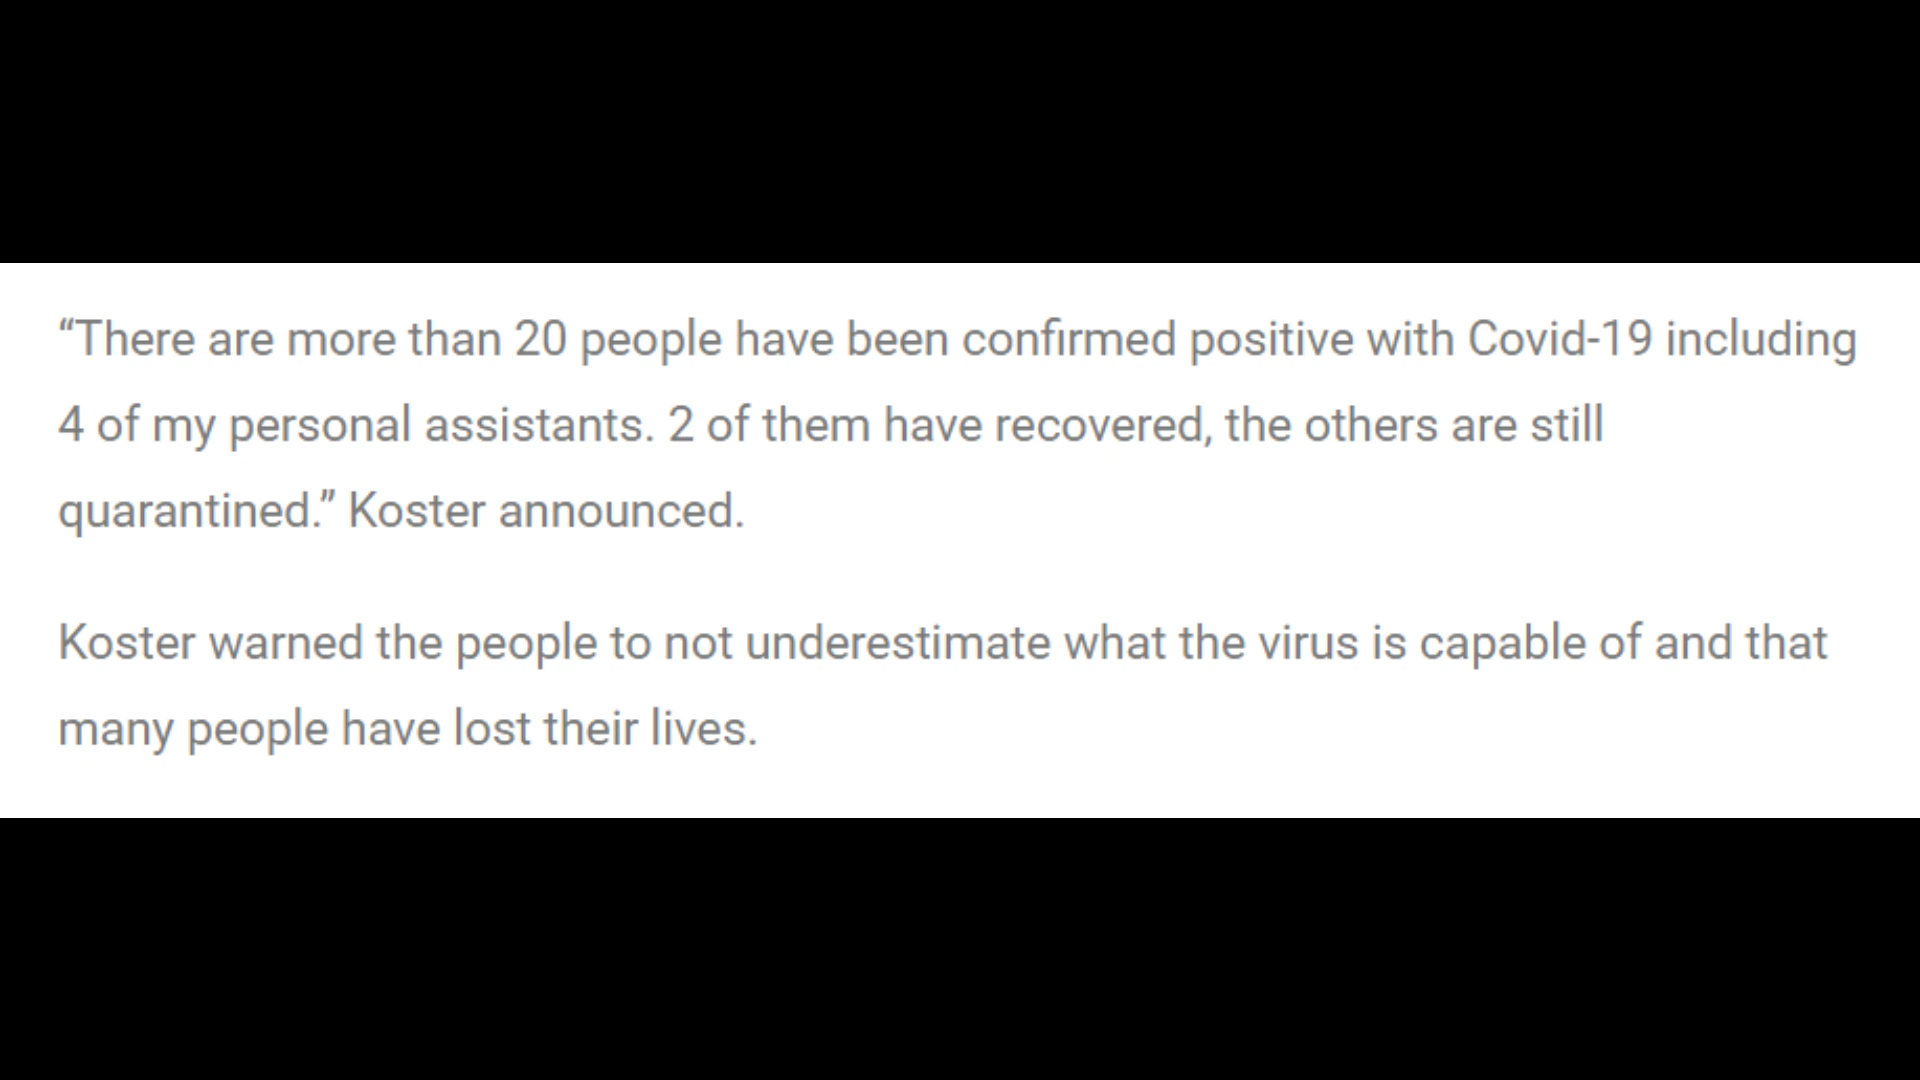 “There are more than 20 people have been confirmed positive with Covid-19 including
4 of my personal assistants. 2 of them have recovered, the others are still
quarantined.” Koster announced.
Koster warned the people to not underestimate what the virus is capable of and that
many people have lost their lives.